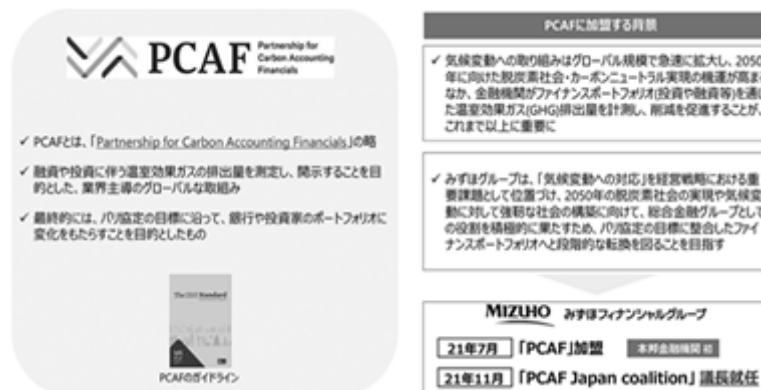 PCAF
Partnership for
Carbon Accounting
Financials
✓ PCAFとは、「Partnership for Carbon Accounting Financials」の略
✓ 融資や投資に伴う温室効果ガスの排出量を測定し、開示することを目
的とした、業界主導のグローバルな取組み
✓ 最終的には、パリ協定の目標に沿って、銀行や投資家のポートフォリオに
変化をもたらすことを目的としたもの
Standard
PCAFのガイドライン
PCAFに加盟する背景
✓ 気候変動への取り組みはグローバル規模で急速に拡大し、2050
年に向けた脱炭素社会・カーボンニュートラル実現の機運が高ま
なか、金融機関がファイナンスポートフォリオ(投資や融資等)を通
た温室効果ガス(GHG)排出量を計測し、削減を促進することが、
これまで以上に重要に
✓ みずほグループは、「気候変動への対応」を経営戦略における重
要課題として位置づけ、2050年の脱炭素社会の実現や気候変
動に対して強靭な社会の構築に向けて、総合金融グループとして
の役割を積極的に果たすため、パリ協定の目標に整合したファイ
ナンスポートフォリオへと段階的な転換を図ることを目指す
MIZUHO みずほフィナンシャルグループ
21年7月 「PCAF」加盟 本邦金融機関 初
21年11月 「PCAF Japan coalition」 議長就任